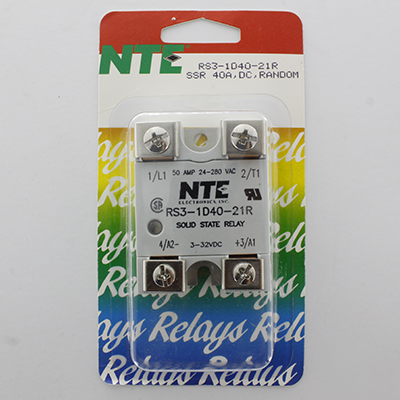 NTE
RS3-1D40-21R
SSR 40A,DC,RANDOM
Relays Relays
1/L1 50 AMP 24-280 VAC 2/T1
NTE
ELECTRONICS, INC.
RS3-1D40-21R
SOLID STATE RELAY
4/A2- 3-32VDC +3/A1
Relays Relays